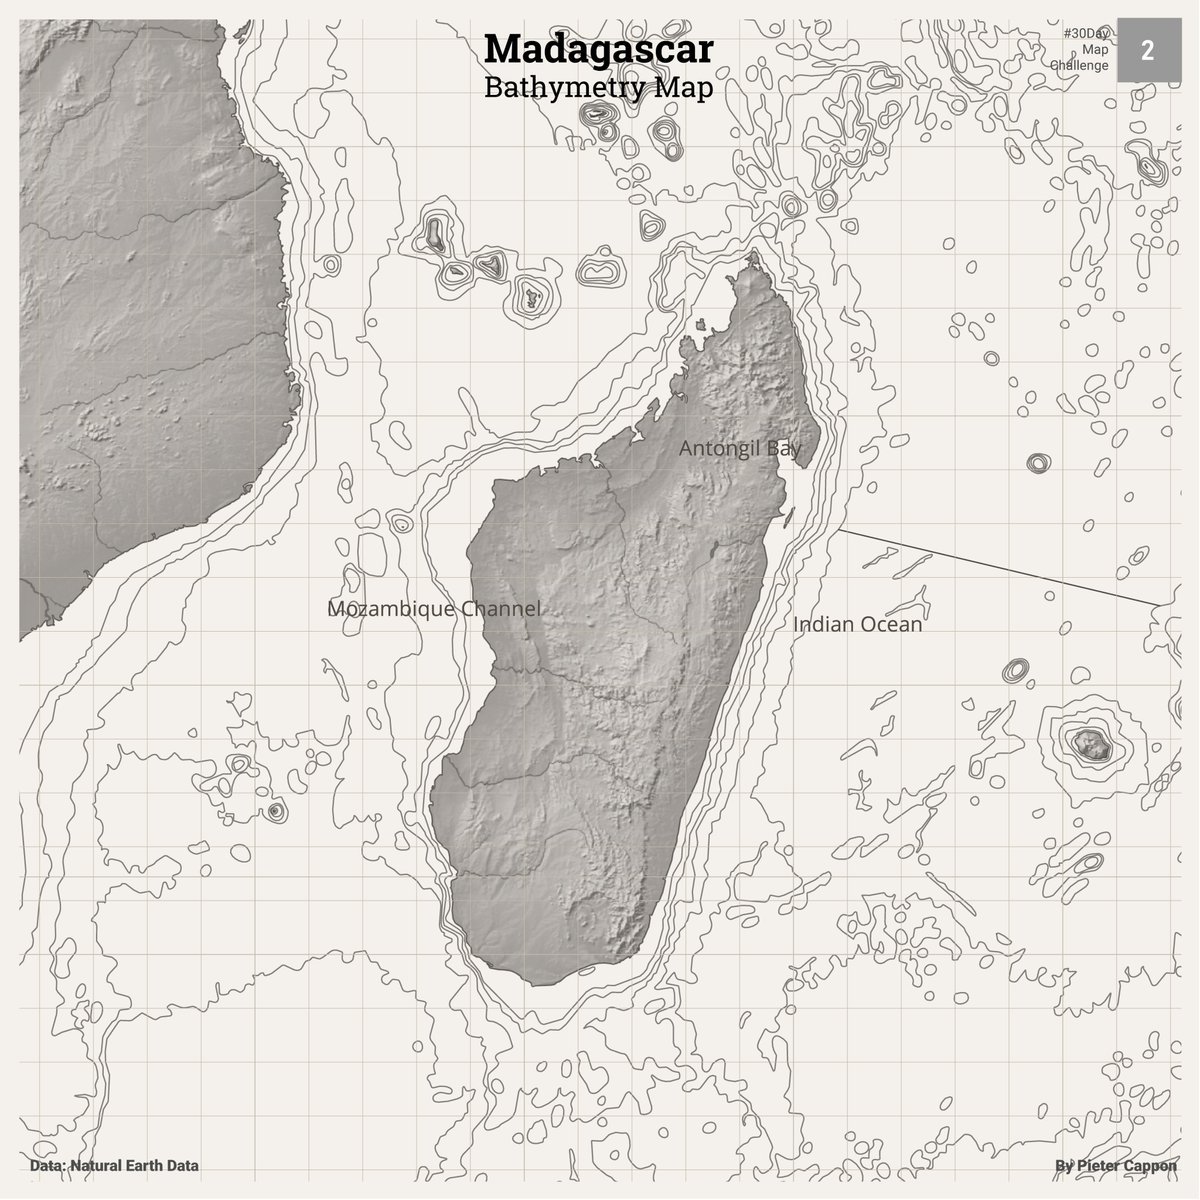 Madagascar
Bathymetry Map
#30Day
Map
Challenge
2
Antongil Bay
Mozambique Channel
Indian Ocean
Data: Natural Earth Data
By Pieter Cappon